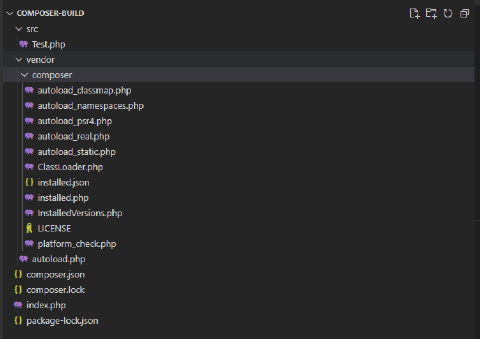 COMPOSER-BUILD
src
Test.php
vendor
composer
autoload_classmap.php
autoload_namespaces.php
autoload_psr4.php
autoload_real.php
autoload_static.php
ClassLoader.php
{} installed.json
installed.php
InstalledVersions.php
LICENSE
platform_check.php
autoload.php
{} composer.json
{} composer.lock
index.php
{} package-lock.json